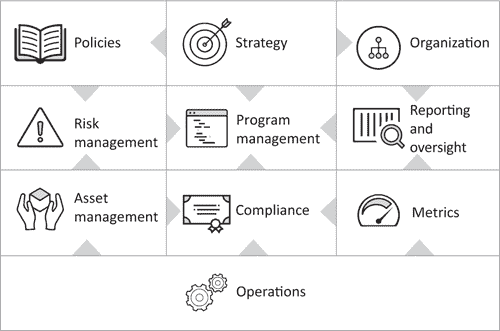 Policies
Strategy
Organization
Risk
management
Program
management
Reporting
and
oversight
Asset
management
Compliance
Metrics
Operations